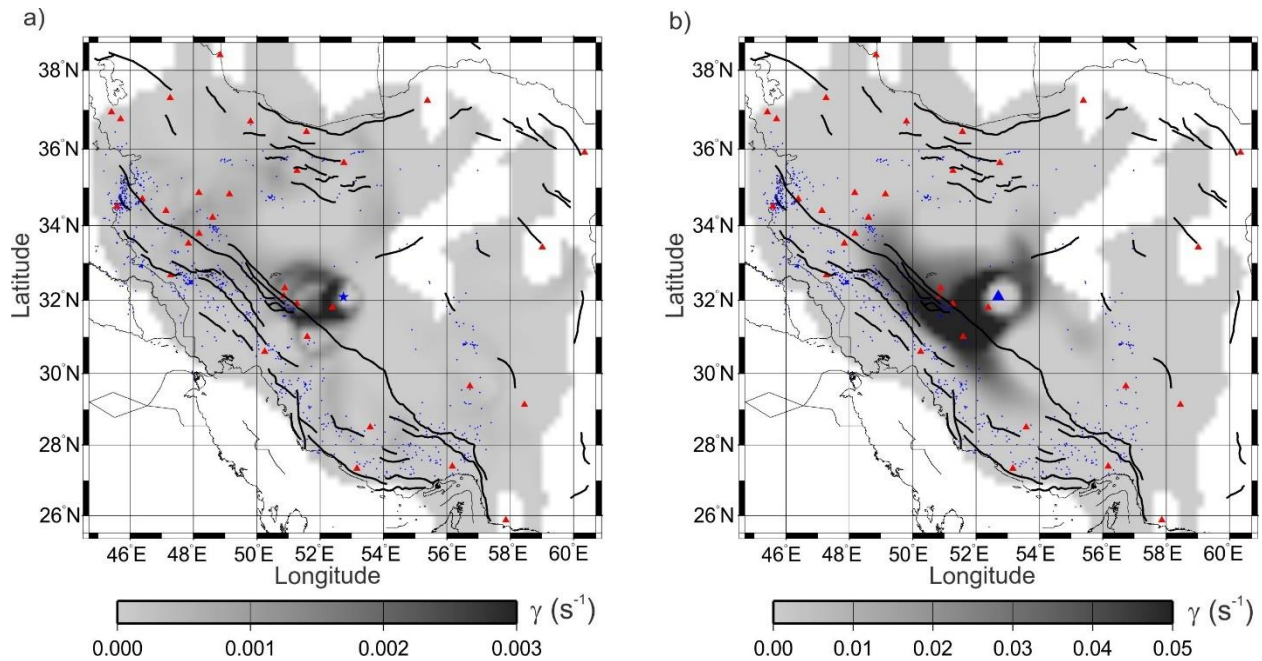 a)
38°N
36°N
34°N
32°N
30°N
28°N
26°N
Latitude
46°E 48°E 50°E 52°E 54°E 56°E 58°E 60°E
Longitude
γ (s⁻¹)
0.000 0.001 0.002 0.003
b)
38°N
36°N
34°N
32°N
30°N
28°N
26°N
Latitude
46°E 48°E 50°E 52°E 54°E 56°E 58°E 60°E
Longitude
γ (s⁻¹)
0.00 0.01 0.02 0.03 0.04 0.05